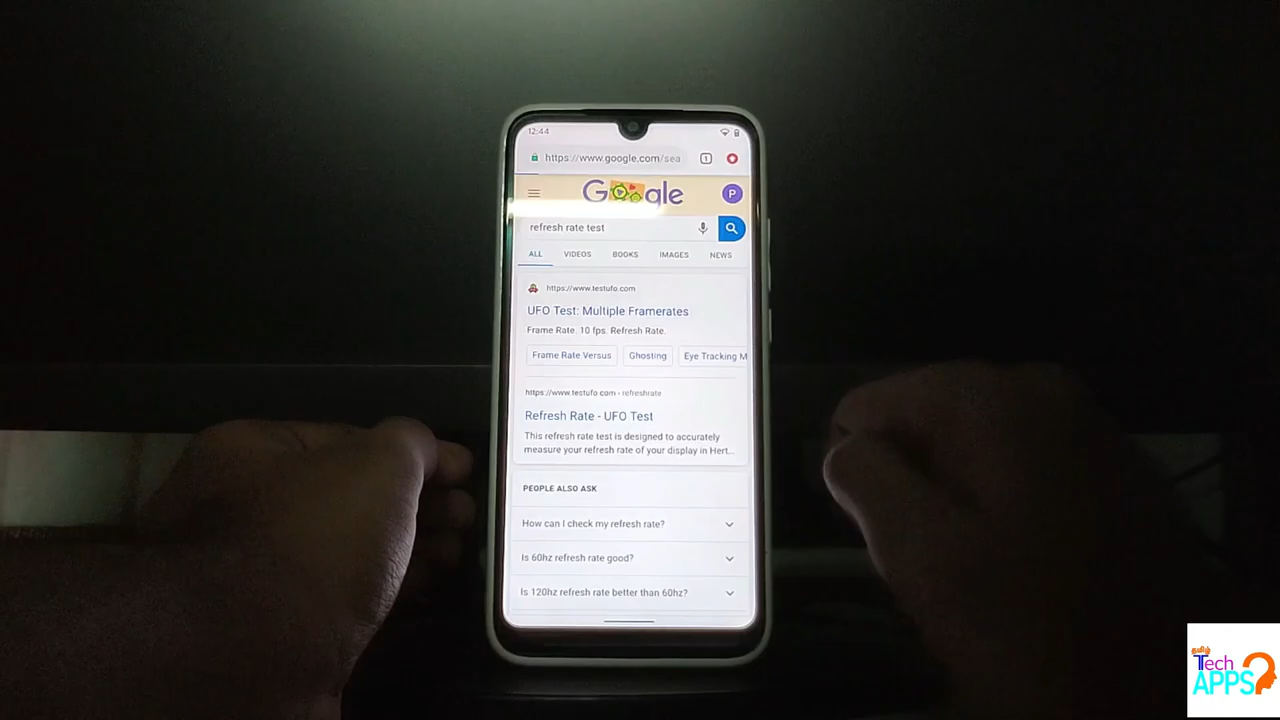 12:44
https://www.google.com/sea
1
Google
P
refresh rate test
ALL VIDEOS BOOKS IMAGES NEWS
https://www.testufo.com
UFO Test: Multiple Framerates
Frame Rate. 10 fps. Refresh Rate.
Frame Rate Versus Ghosting Eye Tracking M
https://www.testufo.com › refreshrate
Refresh Rate - UFO Test
This refresh rate test is designed to accurately
measure your refresh rate of your display in Hert...
PEOPLE ALSO ASK
How can I check my refresh rate?
Is 60hz refresh rate good?
Is 120hz refresh rate better than 60hz?
தமிழ்
Tech
APPS?